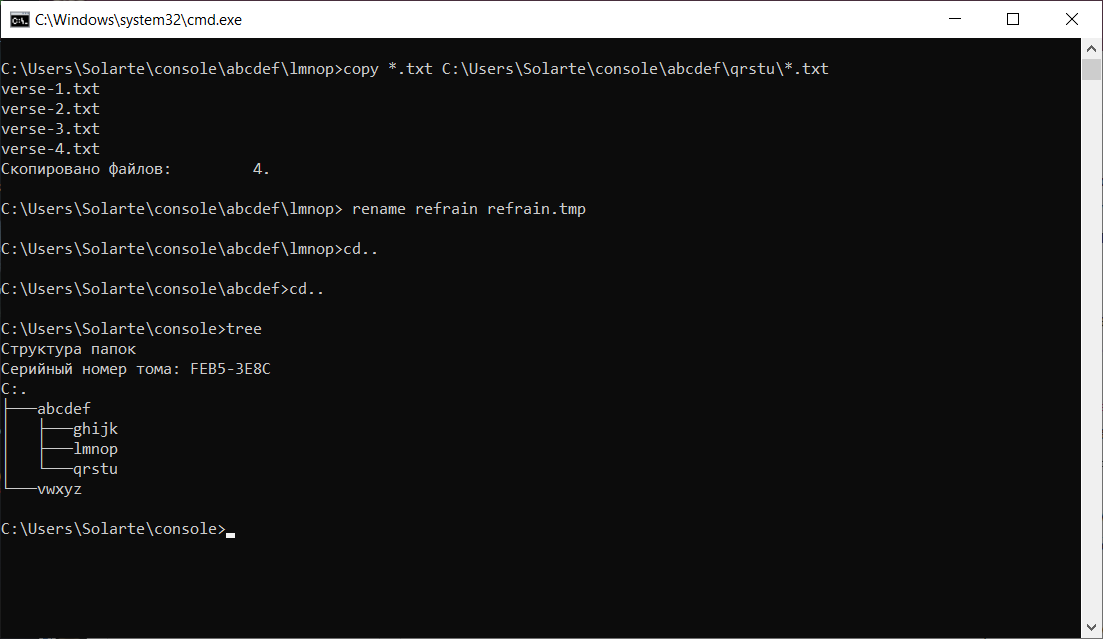 C:\Windows\system32\cmd.exe
C:\Users\Solarte\console\abcdef\lmnop>copy *.txt C:\Users\Solarte\console\abcdef\qrstu\*.txt
verse-1.txt
verse-2.txt
verse-3.txt
verse-4.txt
Скопировано файлов:         4.
C:\Users\Solarte\console\abcdef\lmnop> rename refrain refrain.tmp
C:\Users\Solarte\console\abcdef\lmnop>cd..
C:\Users\Solarte\console\abcdef>cd..
C:\Users\Solarte\console>tree
Структура папок
Серийный номер тома: FEB5-3E8C
C:.
├───abcdef
│   ├───ghijk
│   ├───lmnop
│   └───qrstu
└───vwxyz
C:\Users\Solarte\console>